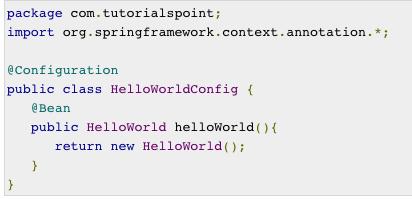 package com.tutorialspoint;
import org.springframework.context.annotation.*;
@Configuration
public class HelloWorldConfig {
@Bean
public HelloWorld helloWorld(){
return new HelloWorld();
}
}